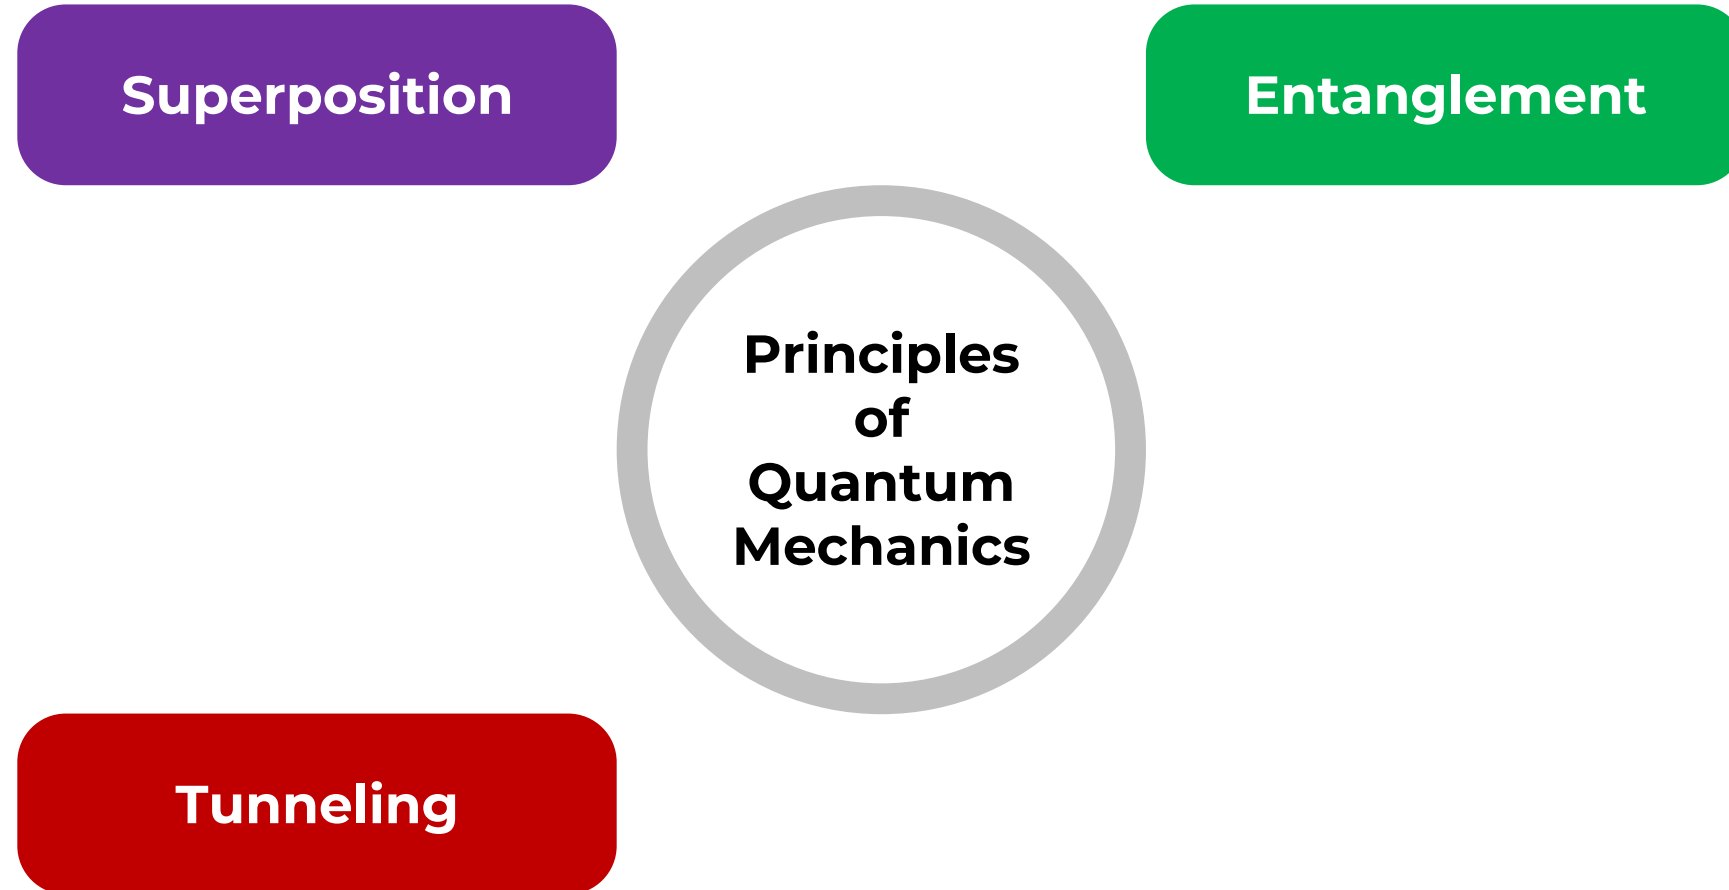 Superposition
Entanglement
Principles
of
Quantum
Mechanics
Tunneling